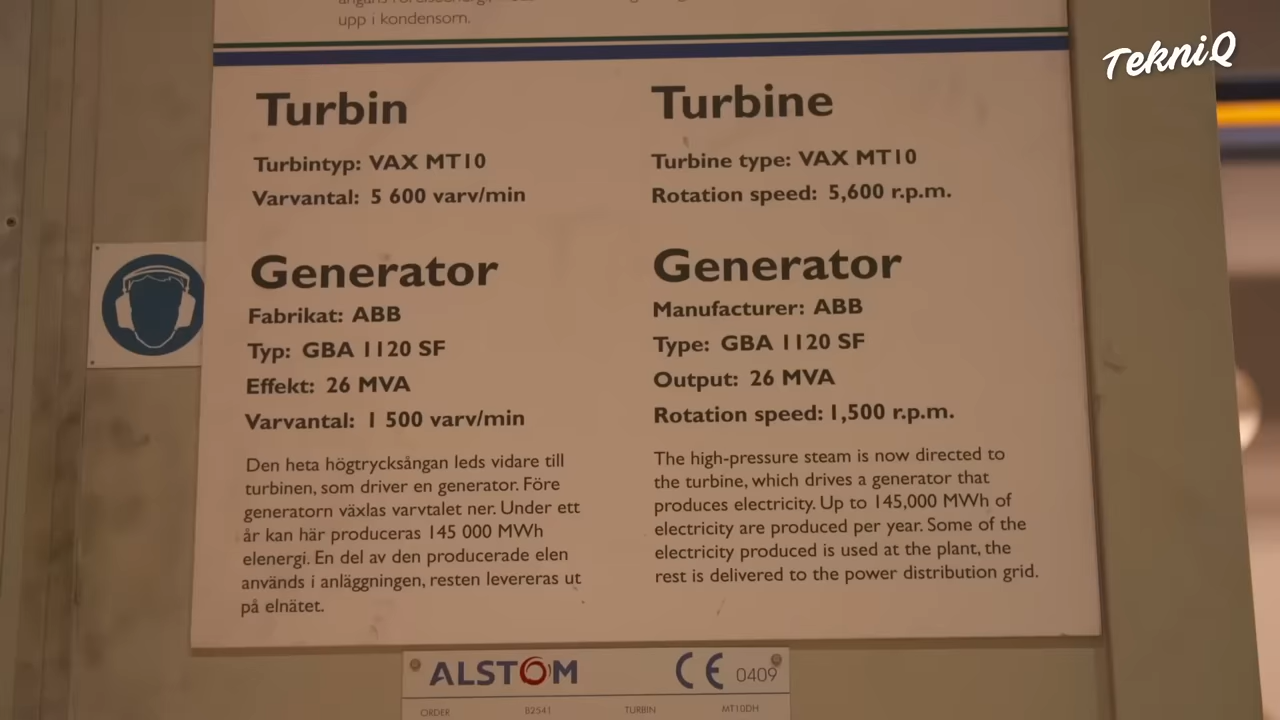 upp i kondensorn.
TekniQ
Turbin
Turbintyp: VAX MT10
Varvantal: 5 600 varv/min
Generator
Fabrikat: ABB
Typ: GBA 1120 SF
Effekt: 26 MVA
Varvantal: 1 500 varv/min
Den heta högtrycksångan leds vidare till
turbinen, som driver en generator. Före
generatorn växlas varvtalet ner. Under ett
år kan här produceras 145 000 MWh
elenergi. En del av den producerade elen
används i anläggningen, resten levereras ut
på elnätet.
Turbine
Turbine type: VAX MT10
Rotation speed: 5,600 r.p.m.
Generator
Manufacturer: ABB
Type: GBA 1120 SF
Output: 26 MVA
Rotation speed: 1,500 r.p.m.
The high-pressure steam is now directed to
the turbine, which drives a generator that
produces electricity. Up to 145,000 MWh of
electricity are produced per year. Some of the
electricity produced is used at the plant, the
rest is delivered to the power distribution grid.
ALSTOM CE 0409
ORDER B2541 TURBIN MT10DH